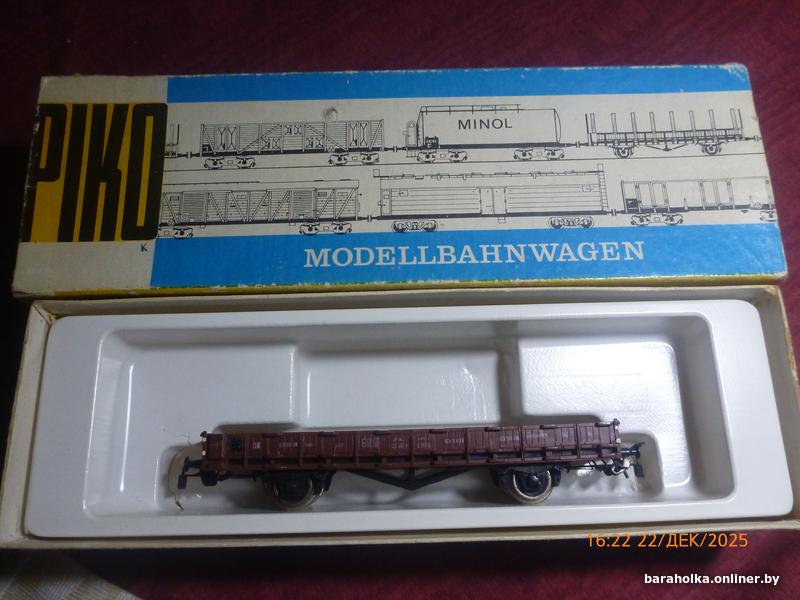 PIKO
MINOL
K
MODELLBAHNWAGEN
16:22 22/ДЕК/2025
baraholka.onliner.by